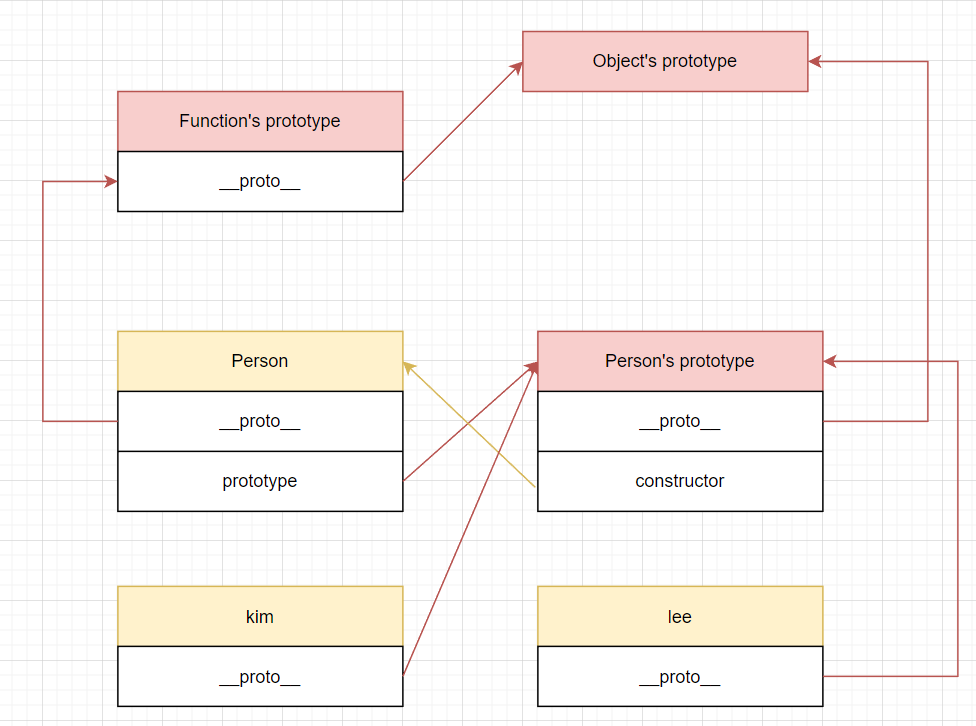 Object's prototype
Function's prototype
__proto__
Person
__proto__
prototype
Person's prototype
__proto__
constructor
kim
__proto__
lee
__proto__